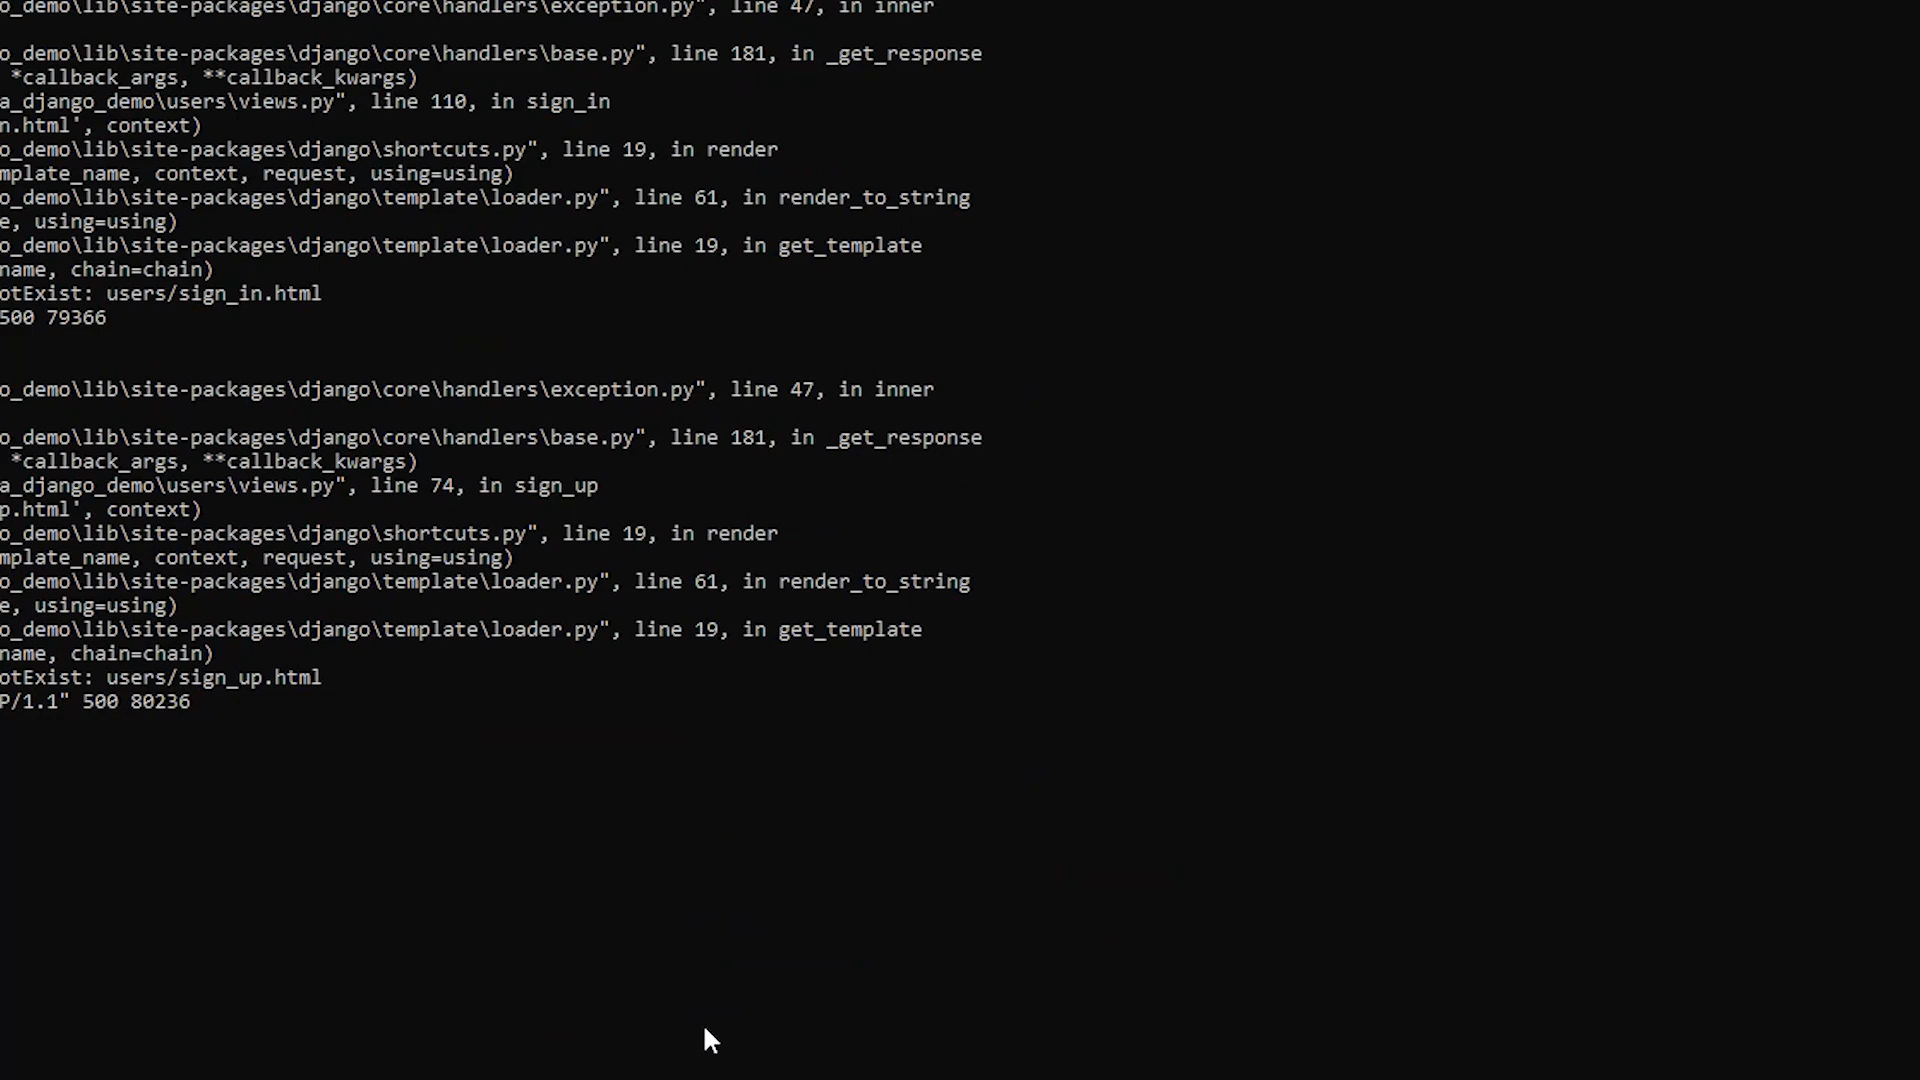 o_demo\lib\site-packages\django\core\handlers\exception.py", line 47, in inner
o_demo\lib\site-packages\django\core\handlers\base.py", line 181, in _get_response
*callback_args, **callback_kwargs)
a_django_demo\users\views.py", line 110, in sign_in
n.html', context)
o_demo\lib\site-packages\django\shortcuts.py", line 19, in render
mplate_name, context, request, using=using)
o_demo\lib\site-packages\django\template\loader.py", line 61, in render_to_string
e, using=using)
o_demo\lib\site-packages\django\template\loader.py", line 19, in get_template
name, chain=chain)
otExist: users/sign_in.html
500 79366
o_demo\lib\site-packages\django\core\handlers\exception.py", line 47, in inner
o_demo\lib\site-packages\django\core\handlers\base.py", line 181, in _get_response
*callback_args, **callback_kwargs)
a_django_demo\users\views.py", line 74, in sign_up
p.html', context)
o_demo\lib\site-packages\django\shortcuts.py", line 19, in render
mplate_name, context, request, using=using)
o_demo\lib\site-packages\django\template\loader.py", line 61, in render_to_string
e, using=using)
o_demo\lib\site-packages\django\template\loader.py", line 19, in get_template
name, chain=chain)
otExist: users/sign_up.html
P/1.1" 500 80236